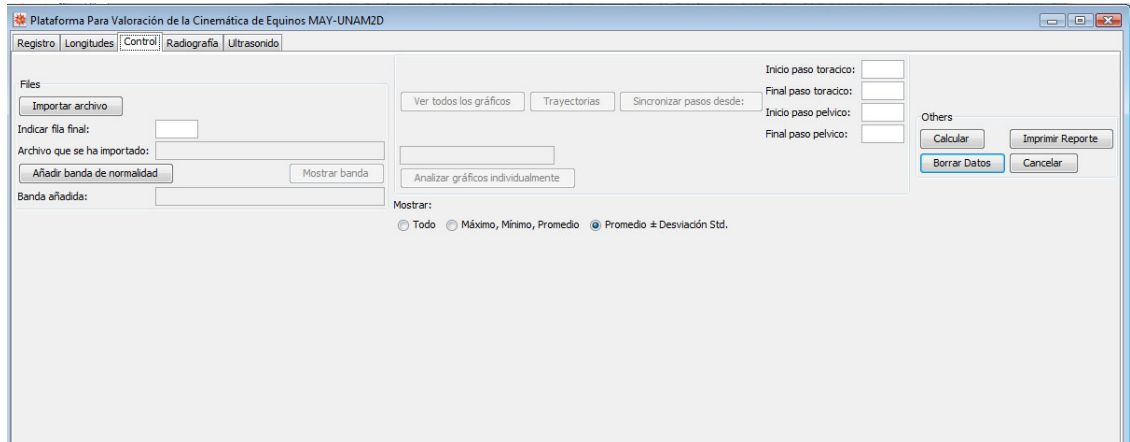 Plataforma Para Valoración de la Cinemática de Equinos MAY-UNAM2D
Registro Longitudes Control Radiografía Ultrasonido
Files
Importar archivo
Indicar fila final:
Archivo que se ha importado:
Añadir banda de normalidad Mostrar banda
Banda añadida:
Ver todos los gráficos Trayectorias Sincronizar pasos desde:
Inicio paso toracico:
Final paso toracico:
Inicio paso pelvico:
Final paso pelvico:
Analizar gráficos individualmente
Mostrar:
Todo Máximo, Mínimo, Promedio Promedio ± Desviación Std.
Others
Calcular Imprimir Reporte
Borrar Datos Cancelar